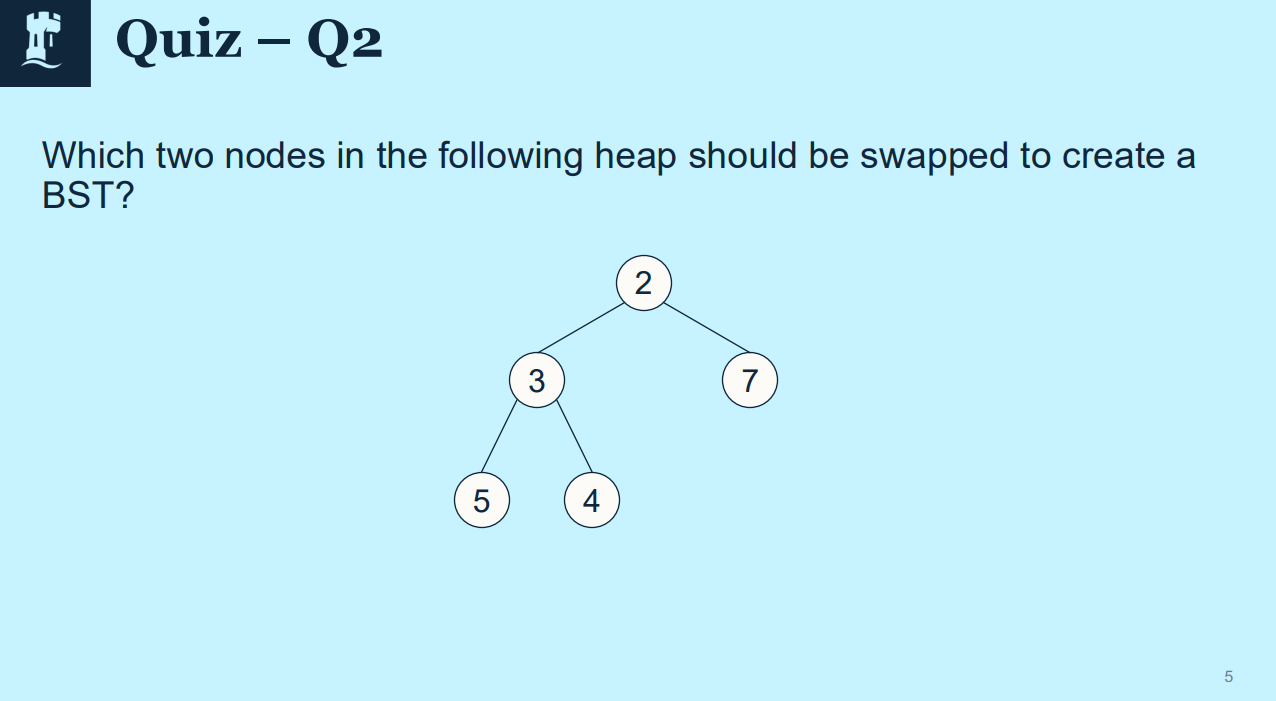 Quiz – Q2
Which two nodes in the following heap should be swapped to create a
BST?
2
3
7
5
4
5